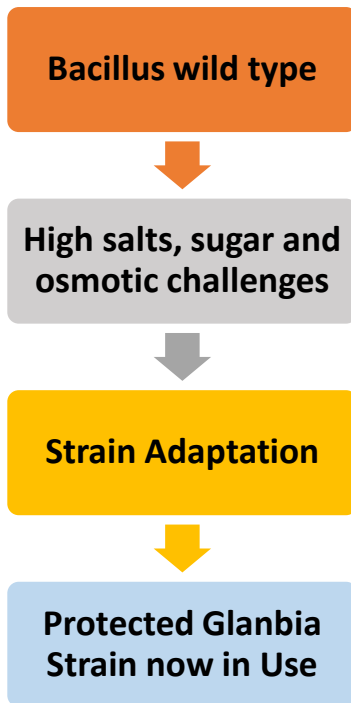 Bacillus wild type
High salts, sugar and
osmotic challenges
Strain Adaptation
Protected Glanbia
Strain now in Use